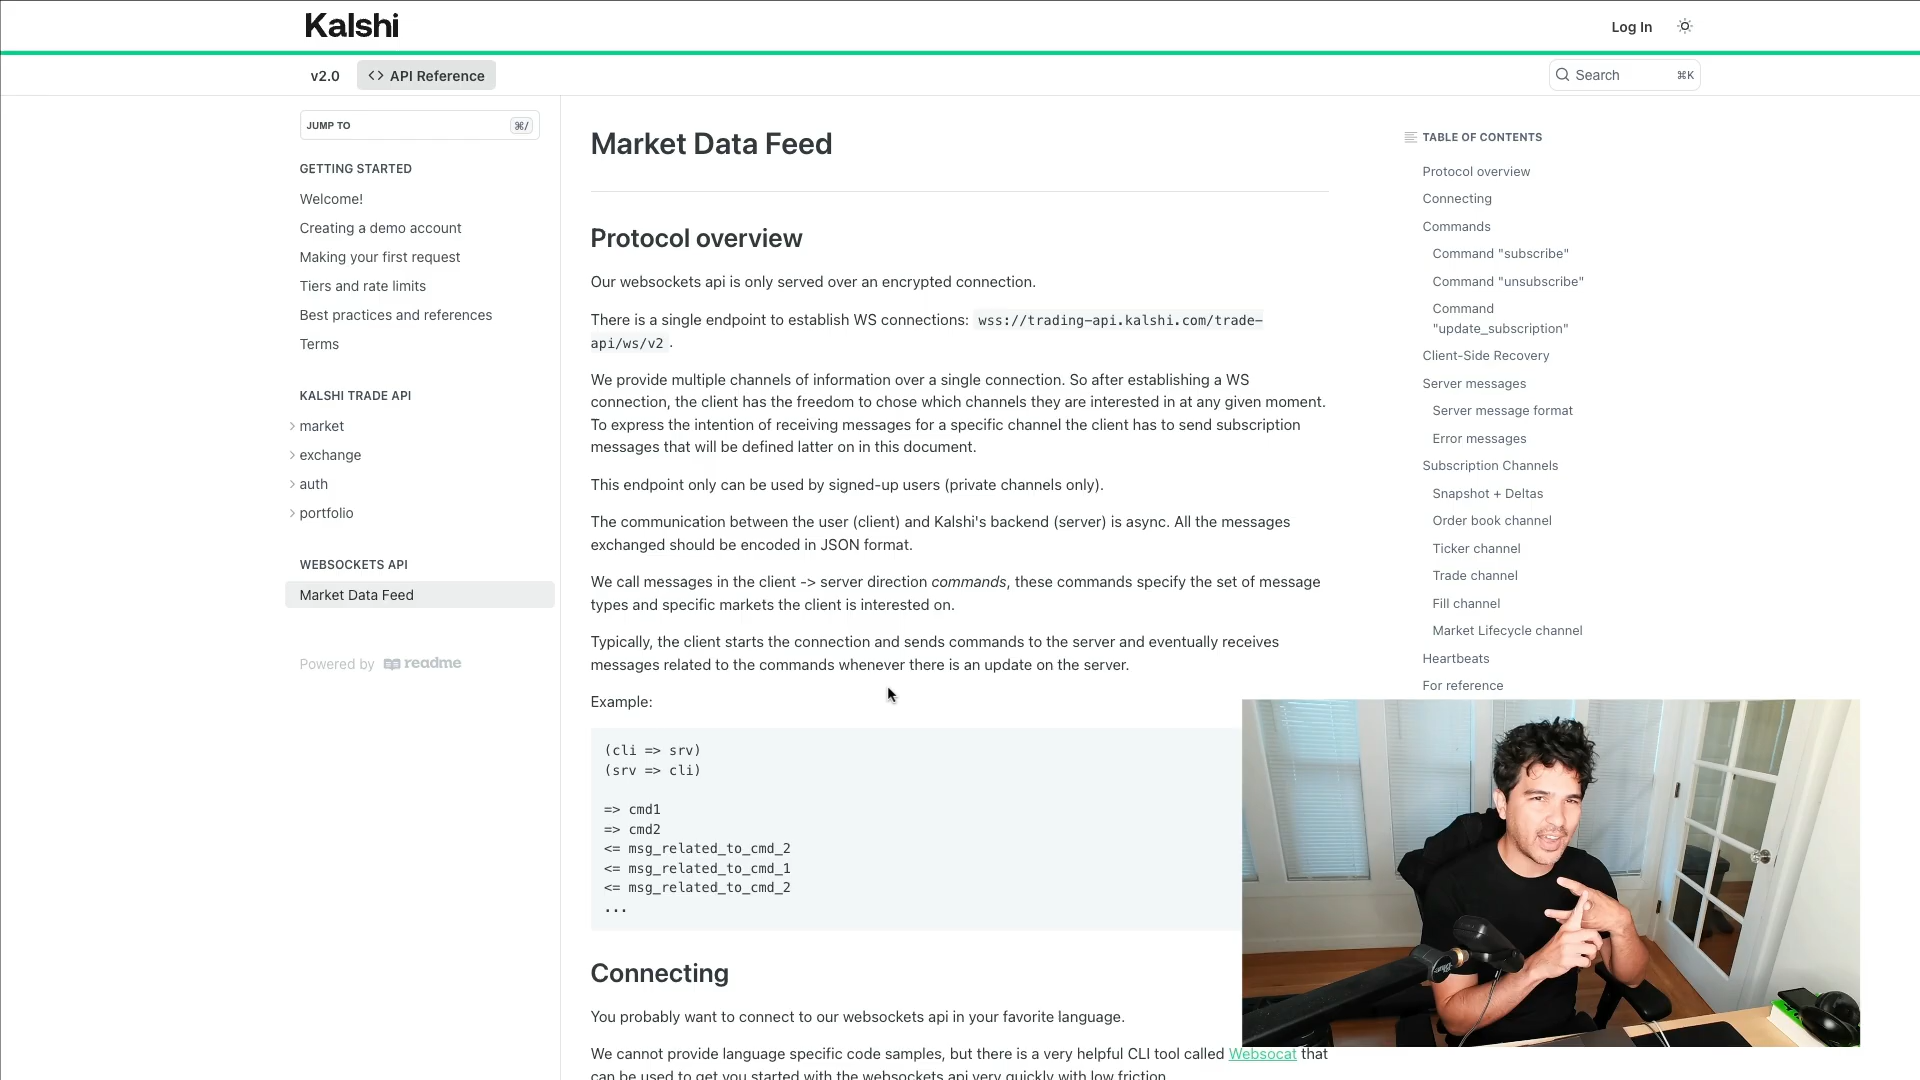 Kalshi
Log In
v2.0
<> API Reference
Search
⌘K
JUMP TO
⌘/
GETTING STARTED
Welcome!
Creating a demo account
Making your first request
Tiers and rate limits
Best practices and references
Terms
KALSHI TRADE API
market
exchange
auth
portfolio
WEBSOCKETS API
Market Data Feed
Powered by readme
Market Data Feed
Protocol overview
Our websockets api is only served over an encrypted connection.
There is a single endpoint to establish WS connections: wss://trading-api.kalshi.com/trade-
api/ws/v2 .
We provide multiple channels of information over a single connection. So after establishing a WS
connection, the client has the freedom to chose which channels they are interested in at any given moment.
To express the intention of receiving messages for a specific channel the client has to send subscription
messages that will be defined latter on in this document.
This endpoint only can be used by signed-up users (private channels only).
The communication between the user (client) and Kalshi's backend (server) is async. All the messages
exchanged should be encoded in JSON format.
We call messages in the client -> server direction commands, these commands specify the set of message
types and specific markets the client is interested on.
Typically, the client starts the connection and sends commands to the server and eventually receives
messages related to the commands whenever there is an update on the server.
Example:
(cli => srv)
(srv => cli)
=> cmd1
=> cmd2
<= msg_related_to_cmd_2
<= msg_related_to_cmd_1
<= msg_related_to_cmd_2
...
Connecting
You probably want to connect to our websockets api in your favorite language.
We cannot provide language specific code samples, but there is a very helpful CLI tool called Websocat that
can be used to get you started with the websockets api very quickly with low friction.
TABLE OF CONTENTS
Protocol overview
Connecting
Commands
Command "subscribe"
Command "unsubscribe"
Command
"update_subscription"
Client-Side Recovery
Server messages
Server message format
Error messages
Subscription Channels
Snapshot + Deltas
Order book channel
Ticker channel
Trade channel
Fill channel
Market Lifecycle channel
Heartbeats
For reference